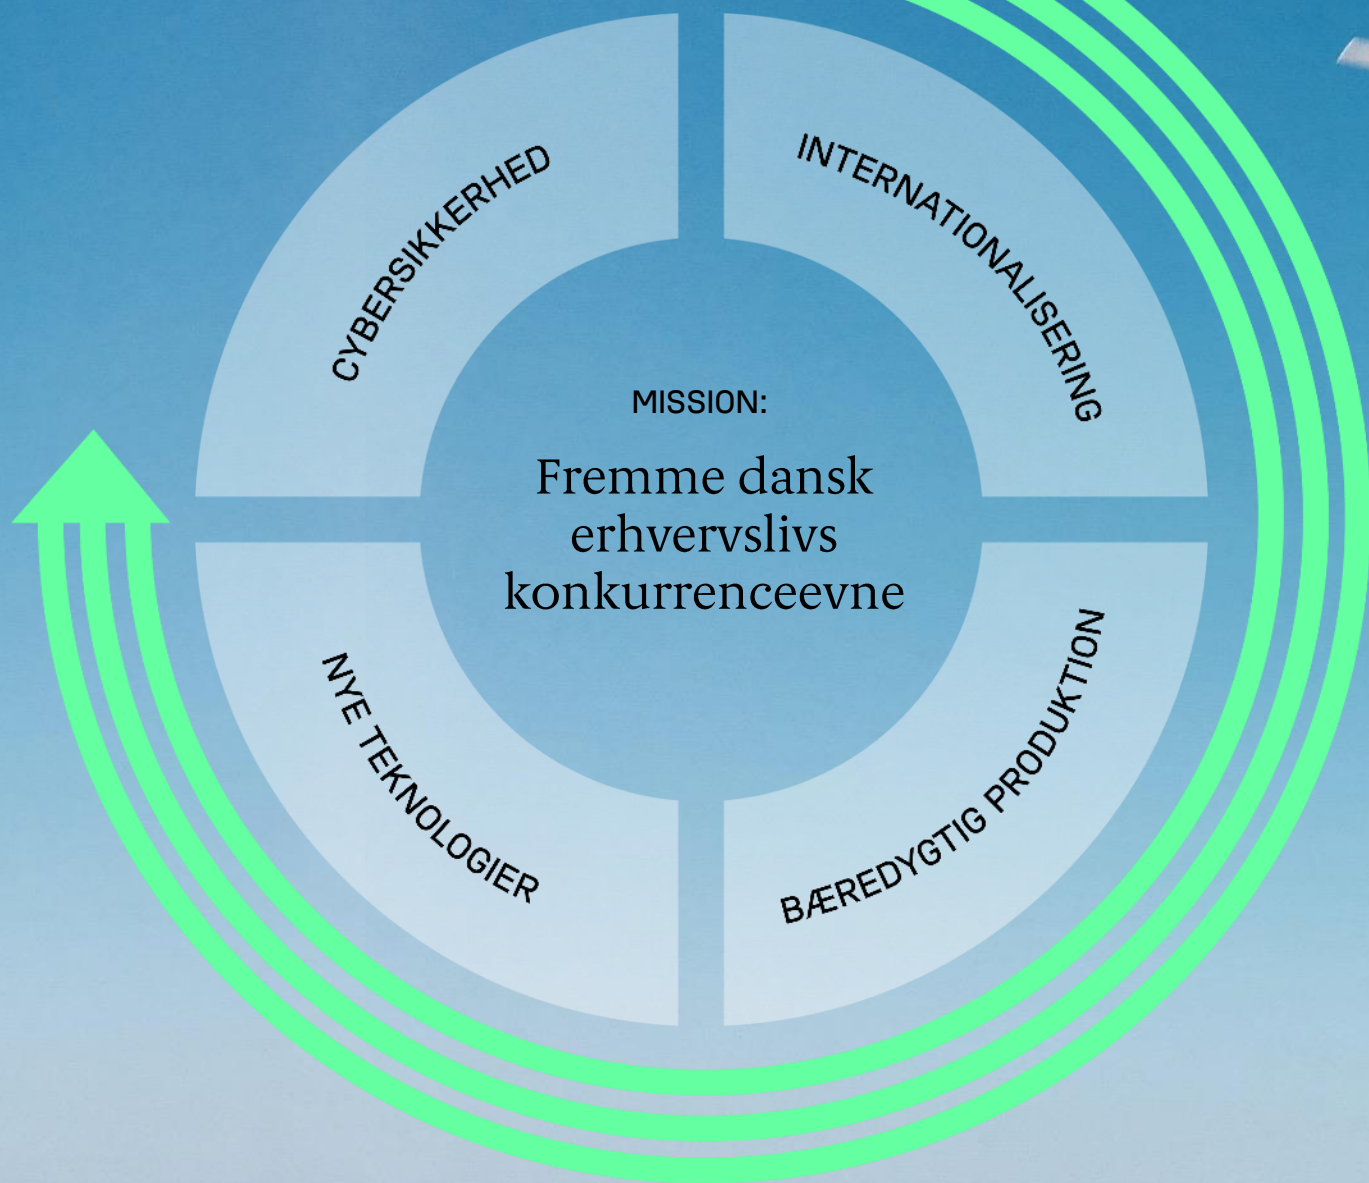 CYBERSIKKERHED
INTERNATIONALISERING
MISSION:
Fremme dansk
erhvervslivs
konkurrenceevne
NYE TEKNOLOGIER
BÆREDYGTIG PRODUKTION